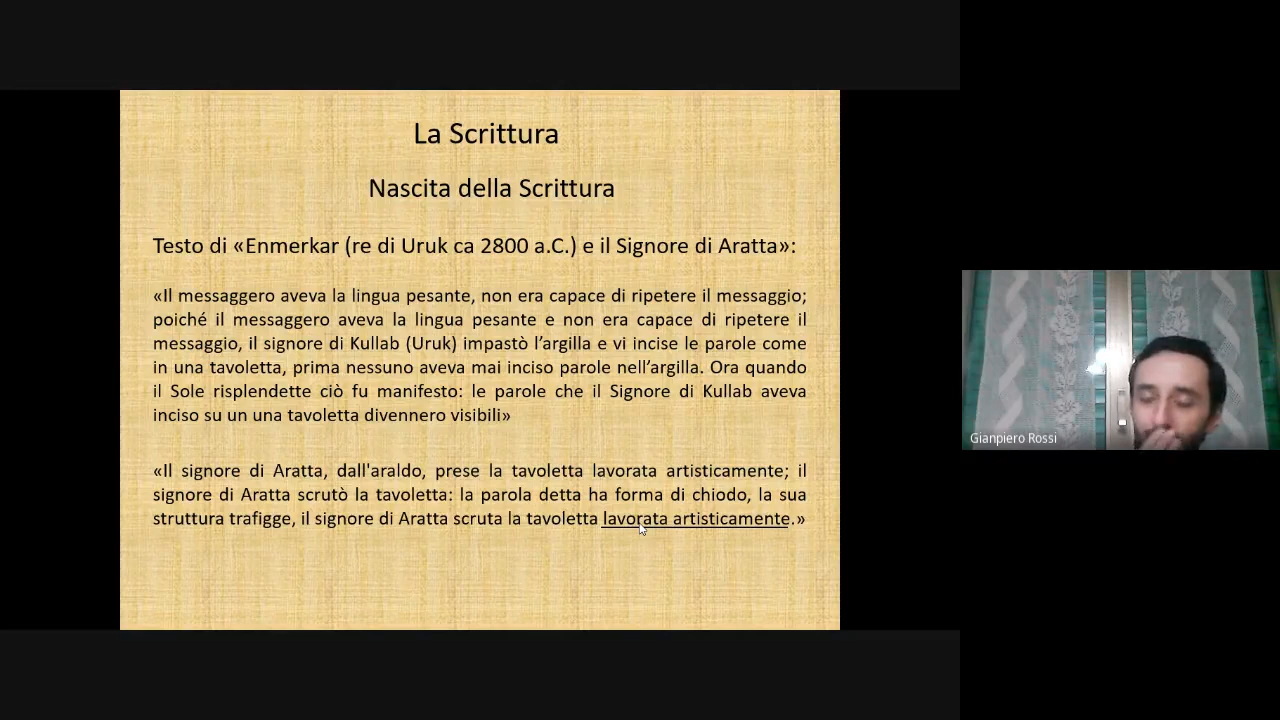 La Scrittura
Nascita della Scrittura
Testo di «Enmerkar (re di Uruk ca 2800 a.C.) e il Signore di Aratta»:
«Il messaggero aveva la lingua pesante, non era capace di ripetere il messaggio;
poiché il messaggero aveva la lingua pesante e non era capace di ripetere il
messaggio, il signore di Kullab (Uruk) impastò l’argilla e vi incise le parole come
in una tavoletta, prima nessuno aveva mai inciso parole nell’argilla. Ora quando
il Sole risplendette ciò fu manifesto: le parole che il Signore di Kullab aveva
inciso su un una tavoletta divennero visibili»
«Il signore di Aratta, dall'araldo, prese la tavoletta lavorata artisticamente; il
signore di Aratta scrutò la tavoletta: la parola detta ha forma di chiodo, la sua
struttura trafigge, il signore di Aratta scruta la tavoletta lavorata artisticamente.»
Gianpiero Rossi